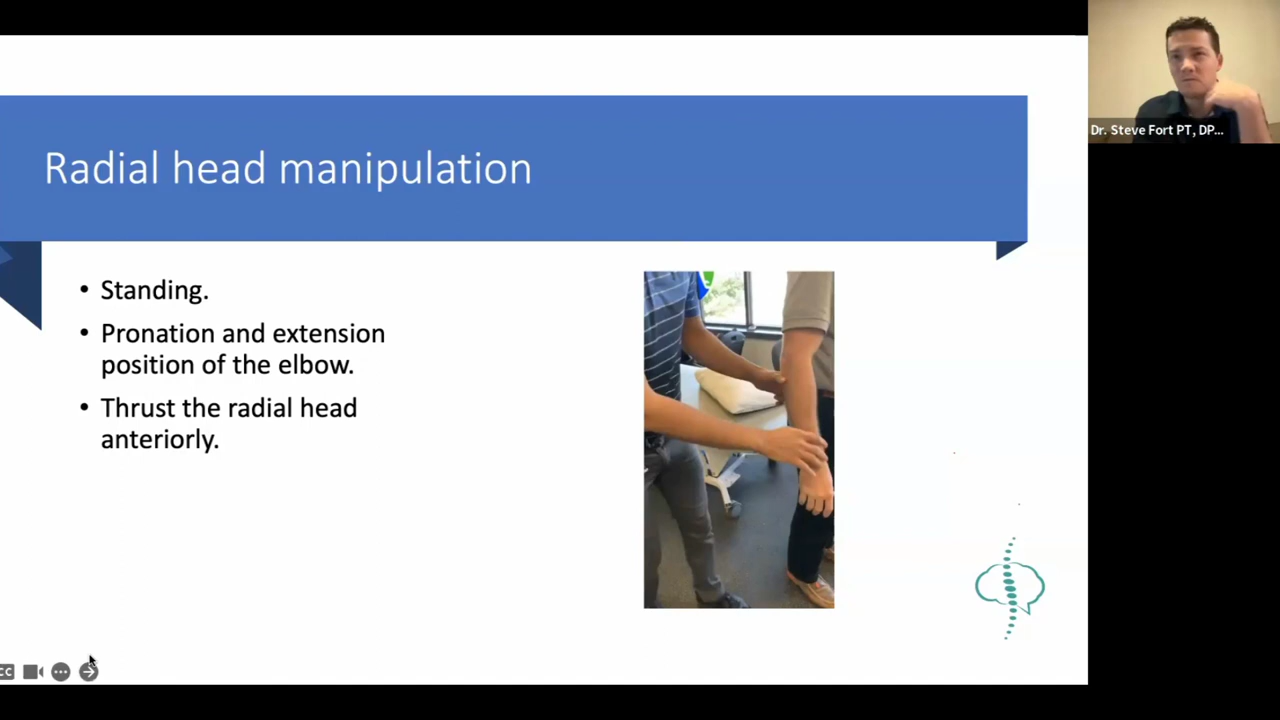 Dr. Steve Fort PT, DP...
Radial head manipulation
• Standing.
• Pronation and extension
position of the elbow.
• Thrust the radial head
anteriorly.
CC